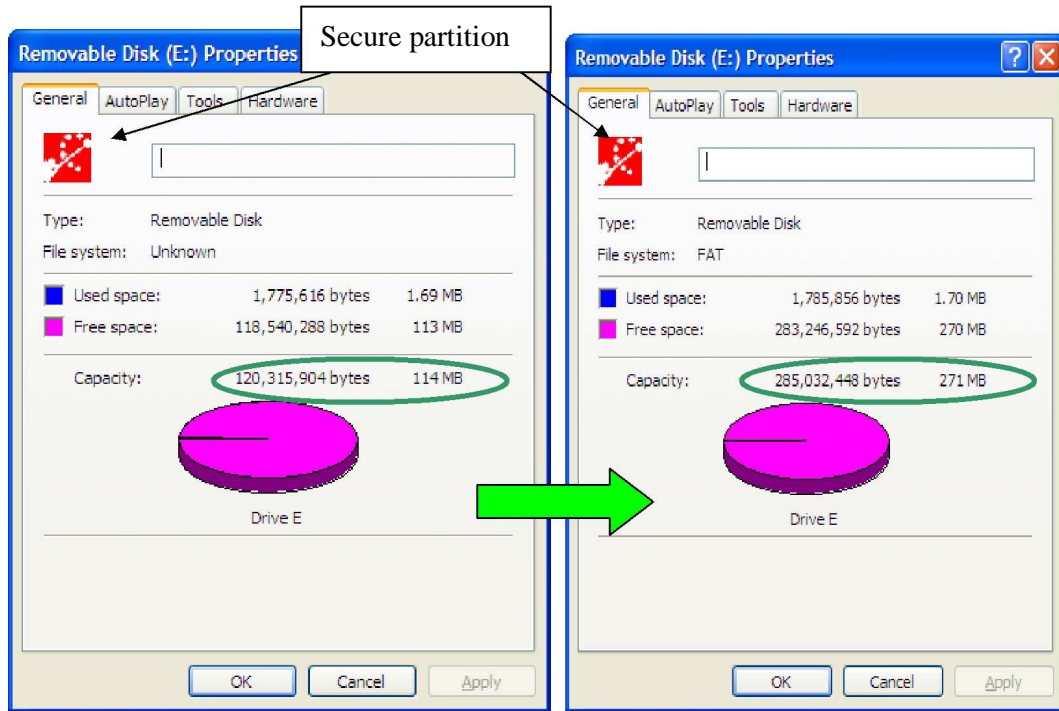 Secure partition
Removable Disk (E:) Properties
General AutoPlay Tools Hardware
Type: Removable Disk
File system: Unknown
Used space: 1,775,616 bytes 1.69 MB
Free space: 118,540,288 bytes 113 MB
Capacity: 120,315,904 bytes 114 MB
Drive E
OK Cancel Apply
Removable Disk (E:) Properties
General AutoPlay Tools Hardware
Type: Removable Disk
File system: FAT
Used space: 1,785,856 bytes 1.70 MB
Free space: 283,246,592 bytes 270 MB
Capacity: 285,032,448 bytes 271 MB
Drive E
OK Cancel Apply